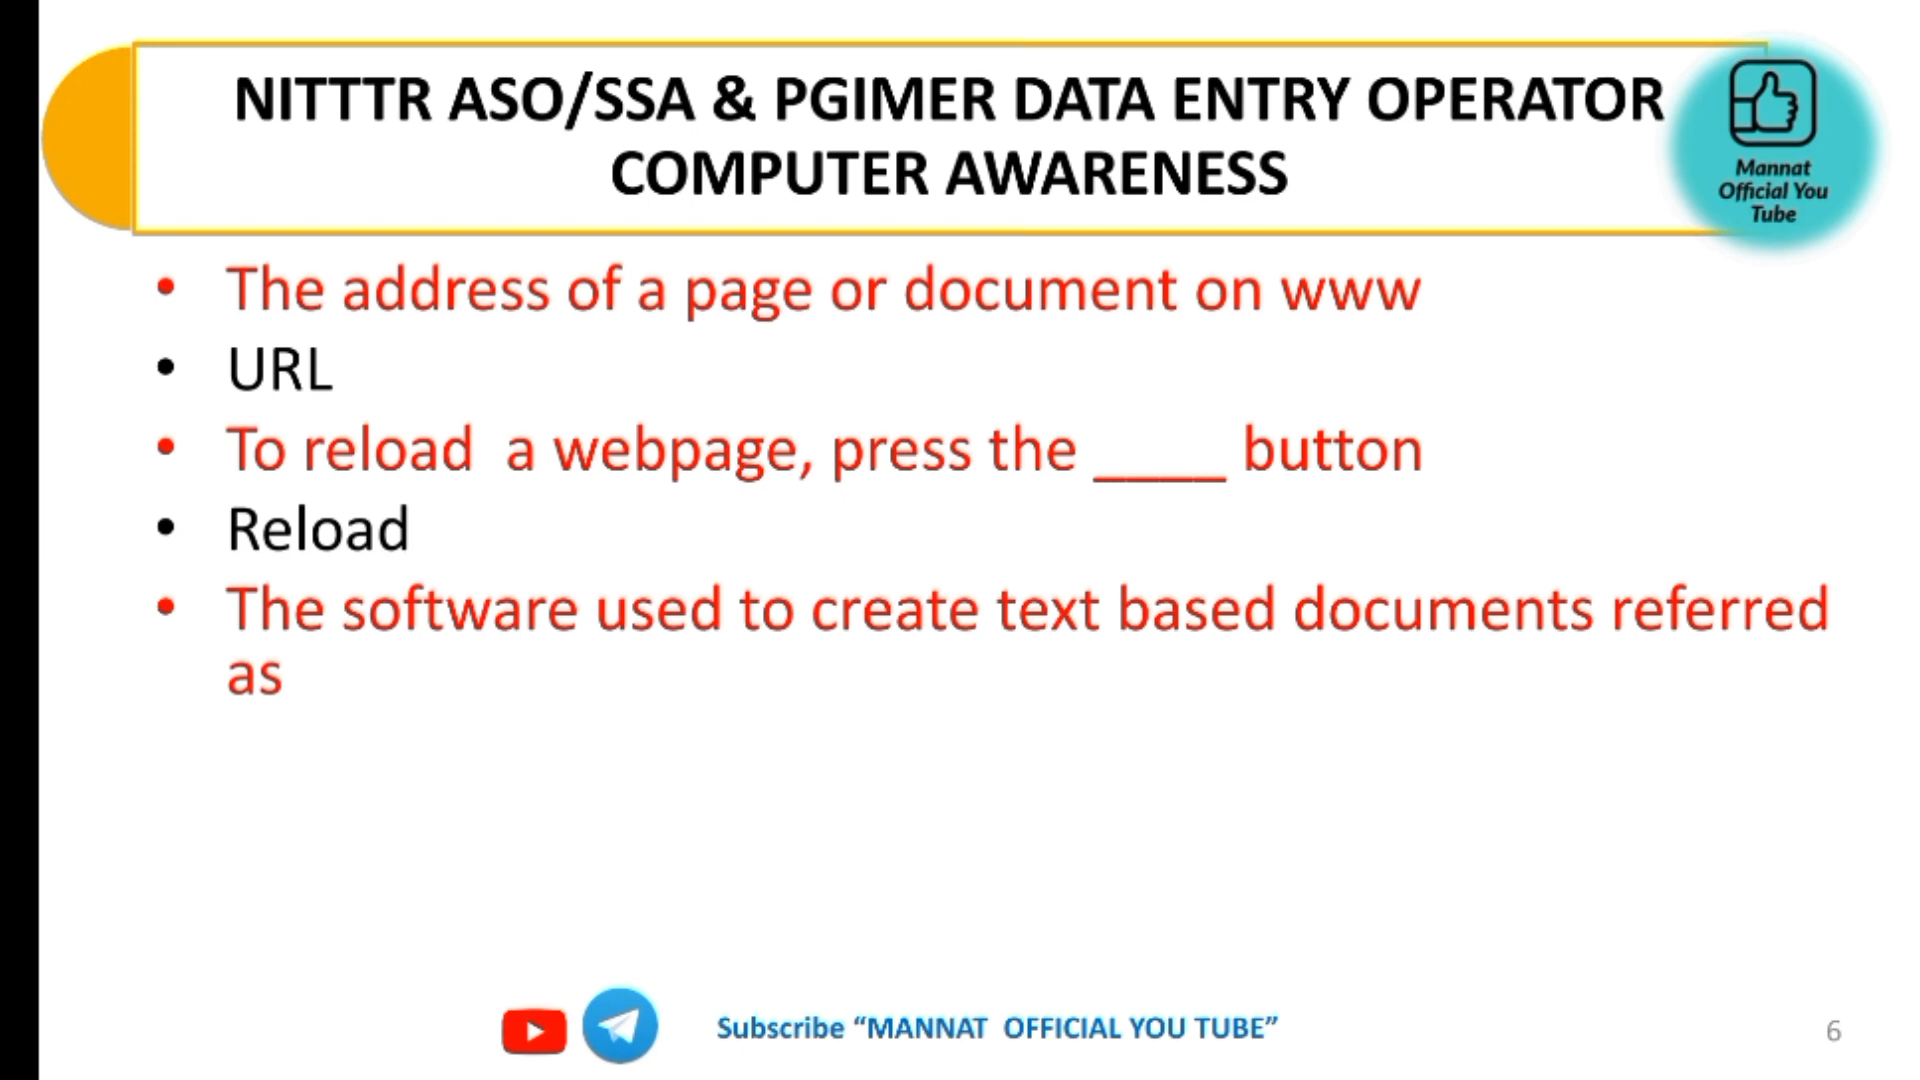 NITTTR ASO/SSA & PGIMER DATA ENTRY OPERATOR
COMPUTER AWARENESS
Mannat
Official You
Tube
• The address of a page or document on www
• URL
• To reload  a webpage, press the ____ button
• Reload
• The software used to create text based documents referred
as
Subscribe “MANNAT  OFFICIAL YOU TUBE”
6